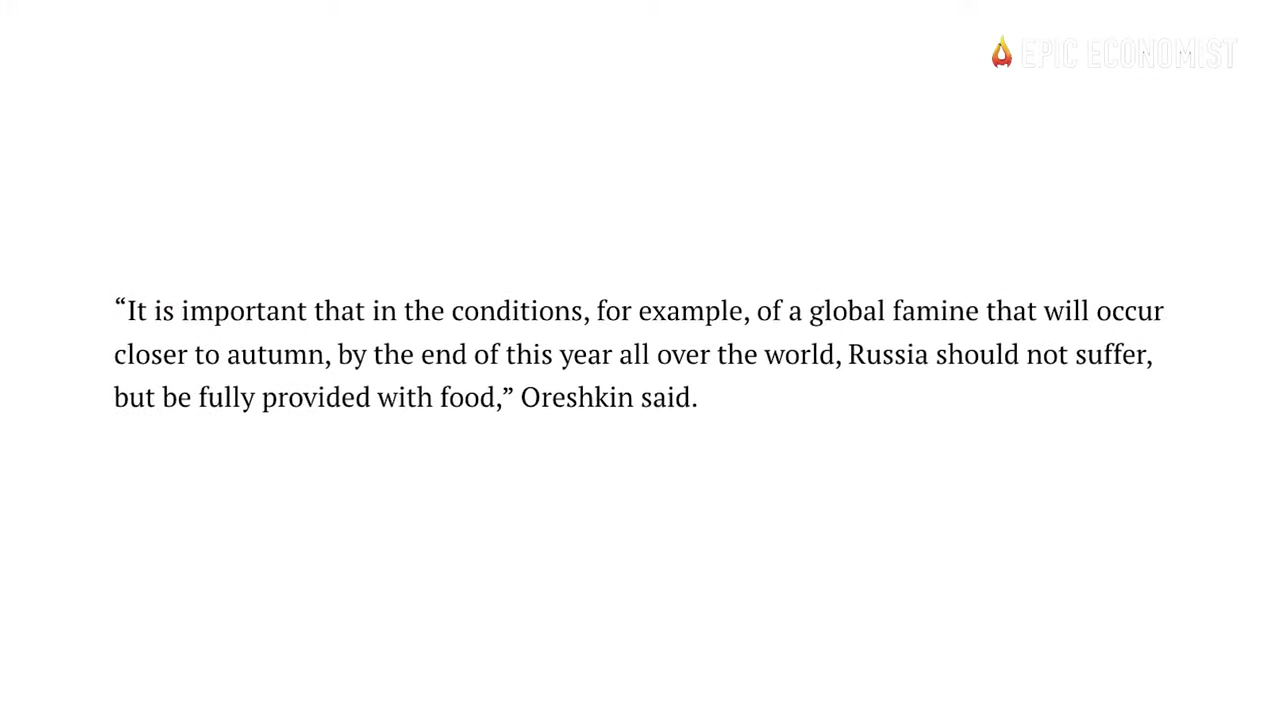 EPIC ECONOMIST
“It is important that in the conditions, for example, of a global famine that will occur
closer to autumn, by the end of this year all over the world, Russia should not suffer,
but be fully provided with food,” Oreshkin said.